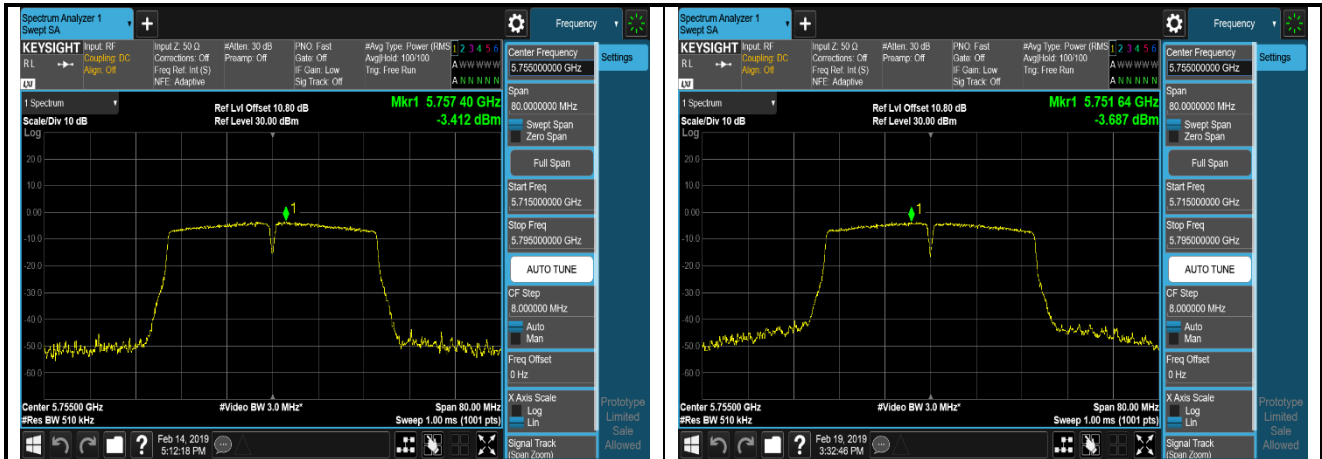 Spectrum Analyzer 1
Swept SA
Frequency
KEYSIGHT
RL
LXI
Input: RF
Coupling: DC
Align: Off
Input Z: 50 Ω
Corrections: Off
Freq Ref: Int (S)
NFE: Adaptive
#Atten: 30 dB
Preamp: Off
PNO: Fast
Gate: Off
IF Gain: Low
Sig Track: Off
#Avg Type: Power (RMS
Avg|Hold: 100/100
Trig: Free Run
1 2 3 4 5 6
A W W W W W
A N N N N N
1 Spectrum
Scale/Div 10 dB
Log
Ref Lvl Offset 10.80 dB
Ref Level 30.00 dBm
Mkr1 5.757 40 GHz
-3.412 dBm
20.0
10.0
0.00
-10.0
-20.0
-30.0
-40.0
-50.0
-60.0
1
Center 5.75500 GHz
#Res BW 510 kHz
#Video BW 3.0 MHz*
Span 80.00 MHz
Sweep 1.00 ms (1001 pts)
Feb 14, 2019
5:12:18 PM
Center Frequency
5.755000000 GHz
Settings
Span
80.0000000 MHz
Swept Span
Zero Span
Full Span
Start Freq
5.715000000 GHz
Stop Freq
5.795000000 GHz
AUTO TUNE
CF Step
8.000000 MHz
Auto
Man
Freq Offset
0 Hz
X Axis Scale
Log
Lin
Signal Track
(Span Zoom)
Prototype
Limited
Sale
Allowed
Spectrum Analyzer 1
Swept SA
Frequency
KEYSIGHT
RL
LXI
Input: RF
Coupling: DC
Align: Off
Input Z: 50 Ω
Corrections: Off
Freq Ref: Int (S)
NFE: Adaptive
#Atten: 30 dB
Preamp: Off
PNO: Fast
Gate: Off
IF Gain: Low
Sig Track: Off
#Avg Type: Power (RMS
Avg|Hold: 100/100
Trig: Free Run
1 2 3 4 5 6
A W W W W W
A N N N N N
1 Spectrum
Scale/Div 10 dB
Log
Ref Lvl Offset 10.80 dB
Ref Level 30.00 dBm
Mkr1 5.751 64 GHz
-3.687 dBm
20.0
10.0
0.00
-10.0
-20.0
-30.0
-40.0
-50.0
-60.0
1
Center 5.75500 GHz
#Res BW 510 kHz
#Video BW 3.0 MHz*
Span 80.00 MHz
Sweep 1.00 ms (1001 pts)
Feb 19, 2019
3:32:46 PM
Center Frequency
5.755000000 GHz
Settings
Span
80.0000000 MHz
Swept Span
Zero Span
Full Span
Start Freq
5.715000000 GHz
Stop Freq
5.795000000 GHz
AUTO TUNE
CF Step
8.000000 MHz
Auto
Man
Freq Offset
0 Hz
X Axis Scale
Log
Lin
Signal Track
(Span Zoom)
Prototype
Limited
Sale
Allowed